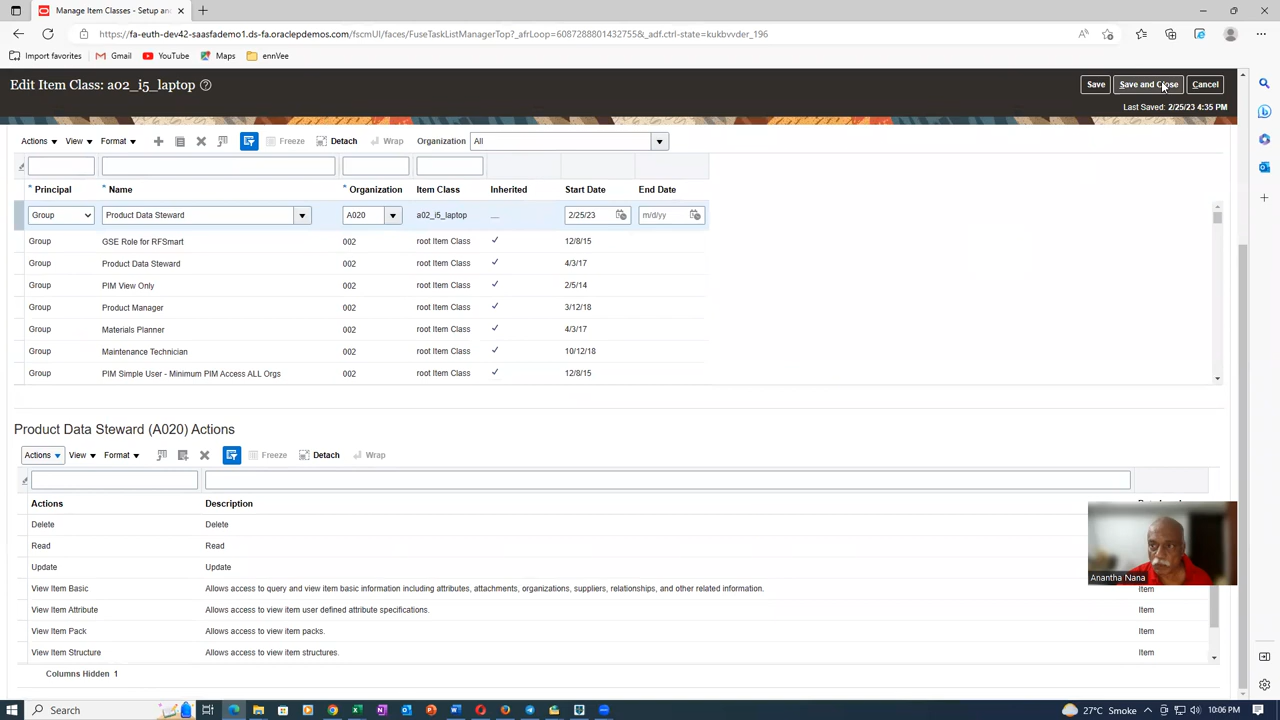 Manage Item Classes - Setup and
https://fa-euth-dev42-saasfademo1.ds-fa.oraclepdemos.com/fscmUI/faces/FuseTaskListManagerTop?_afrLoop=60872801432755&_adf.ctrl-state=kukbvvder_196
Import favorites Gmail YouTube Maps ennVee
Edit Item Class: a02_i5_laptop
Save Save and Close Cancel
Last Saved: 2/25/23 4:35 PM
Actions View Format Freeze Detach Wrap Organization All
* Principal * Name * Organization Item Class Inherited Start Date End Date
Group Product Data Steward A020 a02_i5_laptop 2/25/23 m/d/yy
Group GSE Role for RFSmart 002 root Item Class 12/8/15
Group Product Data Steward 002 root Item Class 4/3/17
Group PIM View Only 002 root Item Class 2/5/14
Group Product Manager 002 root Item Class 3/12/18
Group Materials Planner 002 root Item Class 4/3/17
Group Maintenance Technician 002 root Item Class 10/12/18
Group PIM Simple User - Minimum PIM Access ALL Orgs 002 root Item Class 12/8/15
Product Data Steward (A020) Actions
Actions View Format Freeze Detach Wrap
Actions Description
Delete Delete
Read Read
Update Update
View Item Basic Allows access to query and view item basic information including attributes, attachments, organizations, suppliers, relationships, and other related information. Item
View Item Attribute Allows access to view item user defined attribute specifications. Item
View Item Pack Allows access to view item packs. Item
View Item Structure Allows access to view item structures. Item
Columns Hidden 1
Anantha Nana
Search 27°C Smoke 10:06 PM